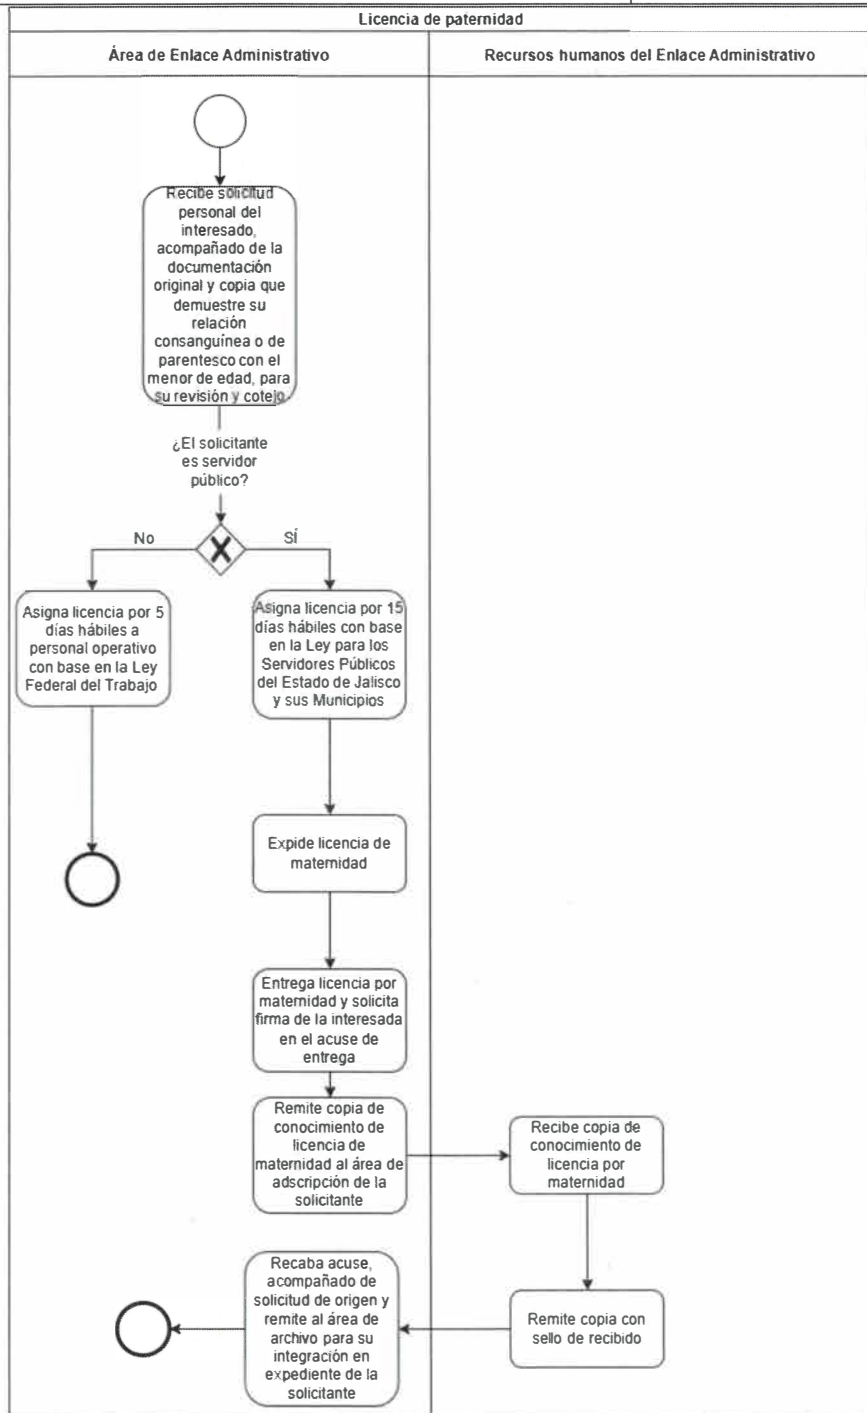 Licencia de paternidad
Área de Enlace Administrativo
Recursos humanos del Enlace Administrativo
Recibe solicitud
personal del
interesado,
acompañado de la
documentación
original y copia que
demuestre su
relación
consanguínea o de
parentesco con el
menor de edad, para
su revisión y cotejo
¿El solicitante
es servidor
público?
No
SÍ
Asigna licencia por 5
días hábiles a
personal operativo
con base en la Ley
Federal del Trabajo
Asigna licencia por 15
días hábiles con base
en la Ley para los
Servidores Públicos
del Estado de Jalisco
y sus Municipios
Expide licencia de
maternidad
Entrega licencia por
maternidad y solicita
firma de la interesada
en el acuse de
entrega
Remite copia de
conocimiento de
licencia de
maternidad al área de
adscripción de la
solicitante
Recibe copia de
conocimiento de
licencia por
maternidad
Remite copia con
sello de recibido
Recaba acuse,
acompañado de
solicitud de origen y
remite al área de
archivo para su
integración en
expediente de la
solicitante